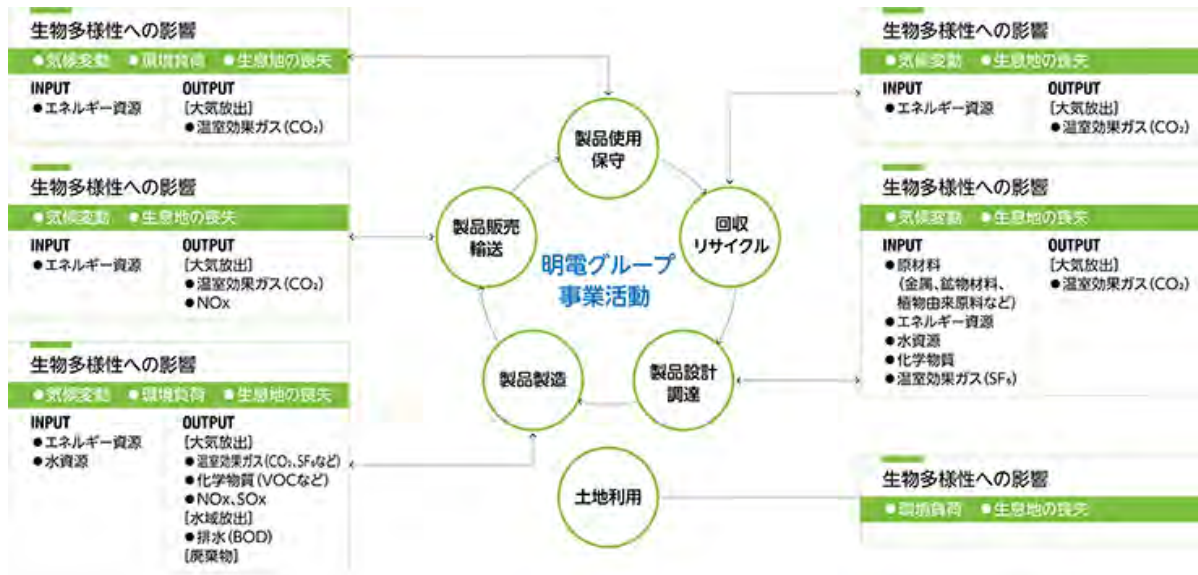 生物多様性への影響
●気候変動 ●環境負荷 ●生息地の喪失
INPUT
●エネルギー資源
OUTPUT
[大気放出]
●温室効果ガス(CO₂)
生物多様性への影響
●気候変動 ●生息地の喪失
INPUT
●エネルギー資源
OUTPUT
[大気放出]
●温室効果ガス(CO₂)
●NOx
生物多様性への影響
●気候変動 ●環境負荷 ●生息地の喪失
INPUT
●エネルギー資源
●水資源
OUTPUT
[大気放出]
●温室効果ガス(CO₂、SF₆など)
●化学物質(VOCなど)
●NOx、SOx
[水域放出]
●排水(BOD)
[廃棄物]
製品使用
保守
製品販売
輸送
回収
リサイクル
明電グループ
事業活動
製品製造
製品設計
調達
土地利用
生物多様性への影響
●気候変動 ●生息地の喪失
INPUT
●エネルギー資源
OUTPUT
[大気放出]
●温室効果ガス(CO₂)
生物多様性への影響
●気候変動 ●生息地の喪失
INPUT
●原材料
(金属、鉱物材料、
植物由来原料など)
●エネルギー資源
●水資源
●化学物質
●温室効果ガス(SF₆)
OUTPUT
[大気放出]
●温室効果ガス(CO₂)
生物多様性への影響
●環境負荷 ●生息地の喪失